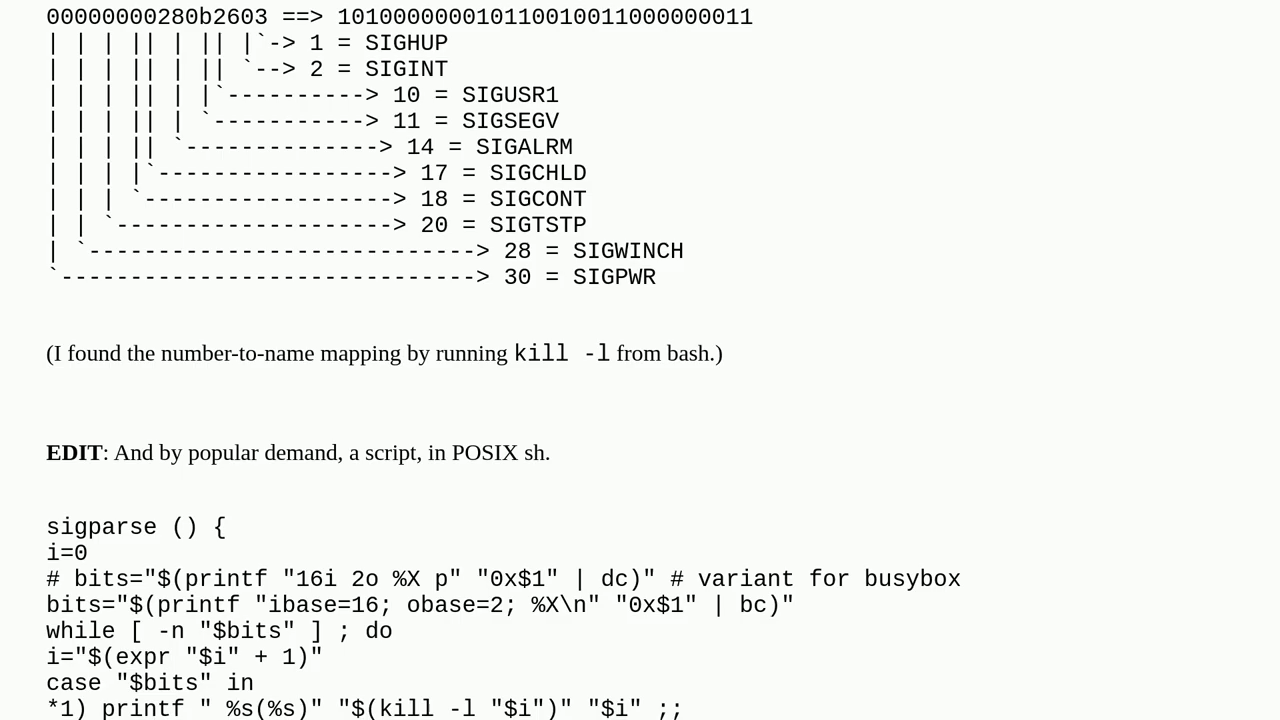 00000000280b2603 ==> 101000000010110010011000000011
| | | || | || |`-> 1 = SIGHUP
| | | || | || `--> 2 = SIGINT
| | | || | |`----------> 10 = SIGUSR1
| | | || | `-----------> 11 = SIGSEGV
| | | || `--------------> 14 = SIGALRM
| | | |`-----------------> 17 = SIGCHLD
| | | `------------------> 18 = SIGCONT
| | `--------------------> 20 = SIGTSTP
| `----------------------------> 28 = SIGWINCH
`------------------------------> 30 = SIGPWR
(I found the number-to-name mapping by running kill -l from bash.)
EDIT: And by popular demand, a script, in POSIX sh.
sigparse () {
i=0
# bits="$(printf "16i 2o %X p" "0x$1" | dc)" # variant for busybox
bits="$(printf "ibase=16; obase=2; %X\n" "0x$1" | bc)"
while [ -n "$bits" ] ; do
i="$(expr "$i" + 1)"
case "$bits" in
*1) printf " %s(%s)" "$(kill -l "$i")" "$i" ;;